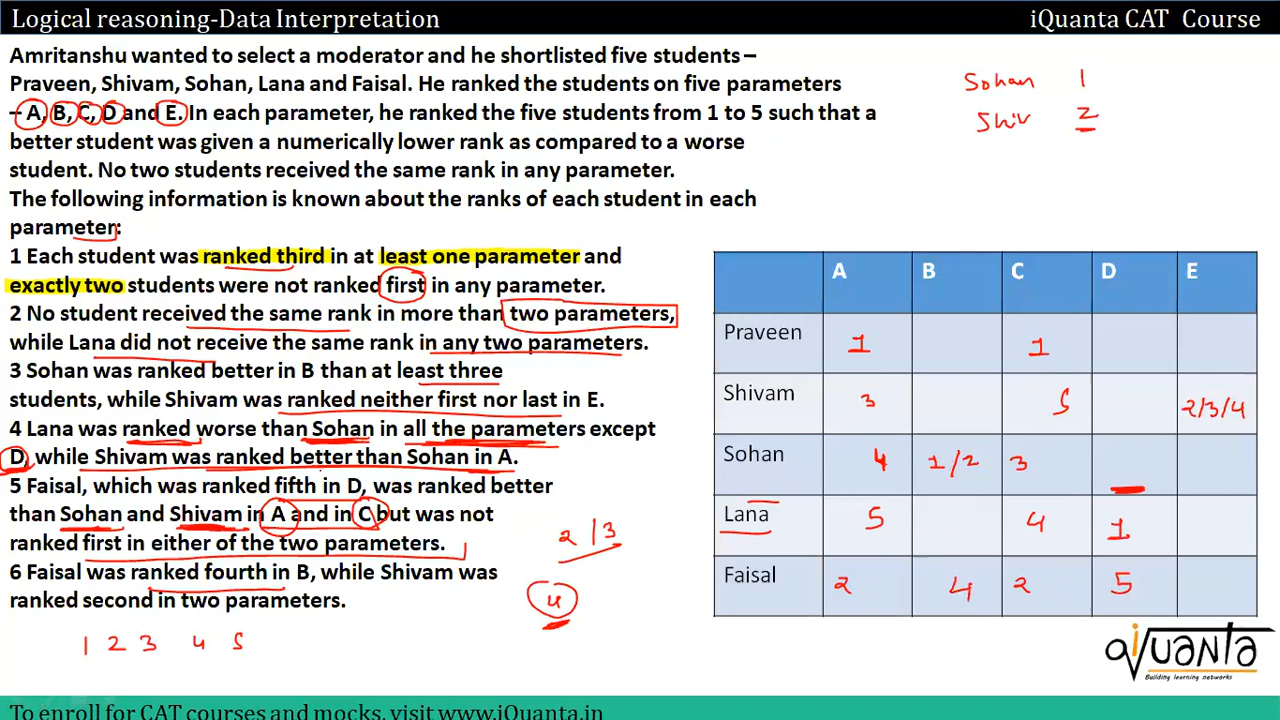 Logical reasoning-Data Interpretation
iQuanta CAT Course
Amritanshu wanted to select a moderator and he shortlisted five students –
Praveen, Shivam, Sohan, Lana and Faisal. He ranked the students on five parameters
– A, B, C, D and E. In each parameter, he ranked the five students from 1 to 5 such that a
better student was given a numerically lower rank as compared to a worse
student. No two students received the same rank in any parameter.
The following information is known about the ranks of each student in each
parameter:
1 Each student was ranked third in at least one parameter and
exactly two students were not ranked first in any parameter.
2 No student received the same rank in more than two parameters,
while Lana did not receive the same rank in any two parameters.
3 Sohan was ranked better in B than at least three
students, while Shivam was ranked neither first nor last in E.
4 Lana was ranked worse than Sohan in all the parameters except
D, while Shivam was ranked better than Sohan in A.
5 Faisal, which was ranked fifth in D, was ranked better
than Sohan and Shivam in A and in C but was not
ranked first in either of the two parameters.
6 Faisal was ranked fourth in B, while Shivam was
ranked second in two parameters.
1 2 3 4 5
2/3
4
Sohan 1
Shiv 2
A B C D E
Praveen 1 1
Shivam 3 5 2/3/4
Sohan 4 1/2 3
Lana 5 4 1
Faisal 2 4 2 5
iQuanta
Building learning networks
To enroll for CAT courses and mocks, visit www.iQuanta.in